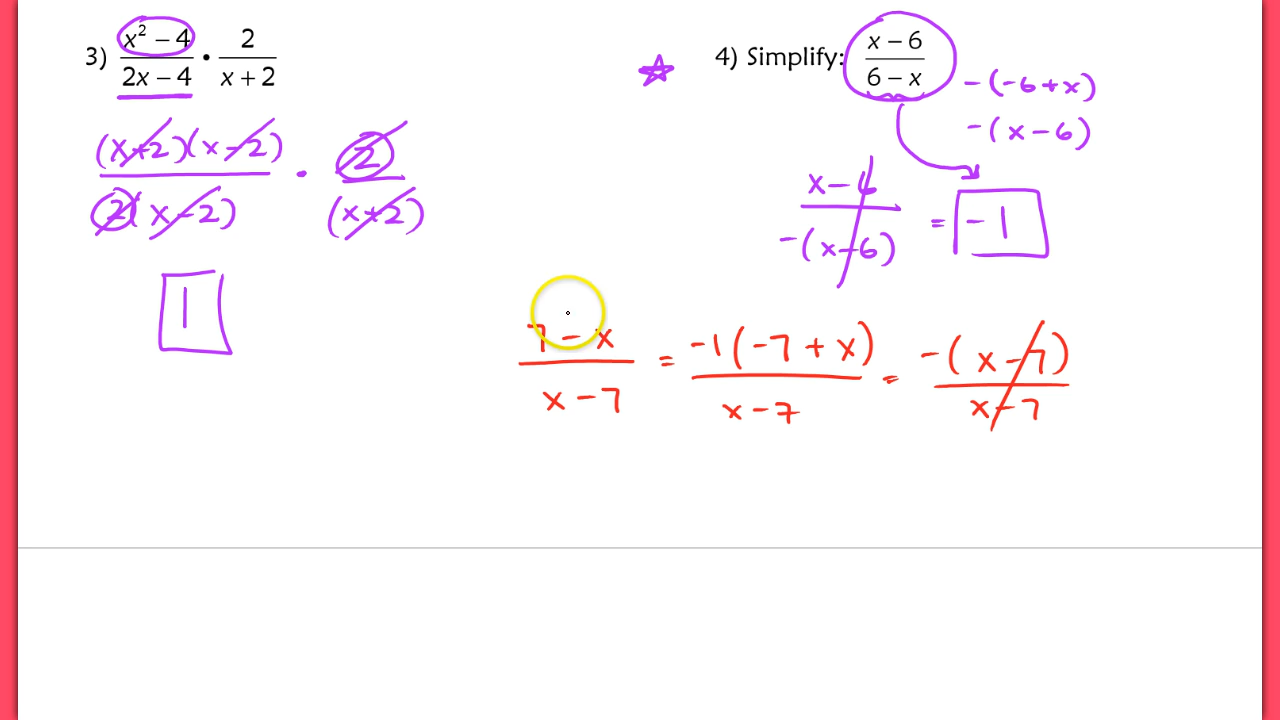 3) x² − 4 / 2x − 4 • 2 / x + 2
(x+2)(x−2) / 2(x−2) · 2 / (x+2)
1
4) Simplify: x − 6 / 6 − x
−(−6+x)
−(x−6)
x−6 / −(x−6) = −1
7−x / x−7 = −1(−7+x) / x−7 = −(x−7) / x−7